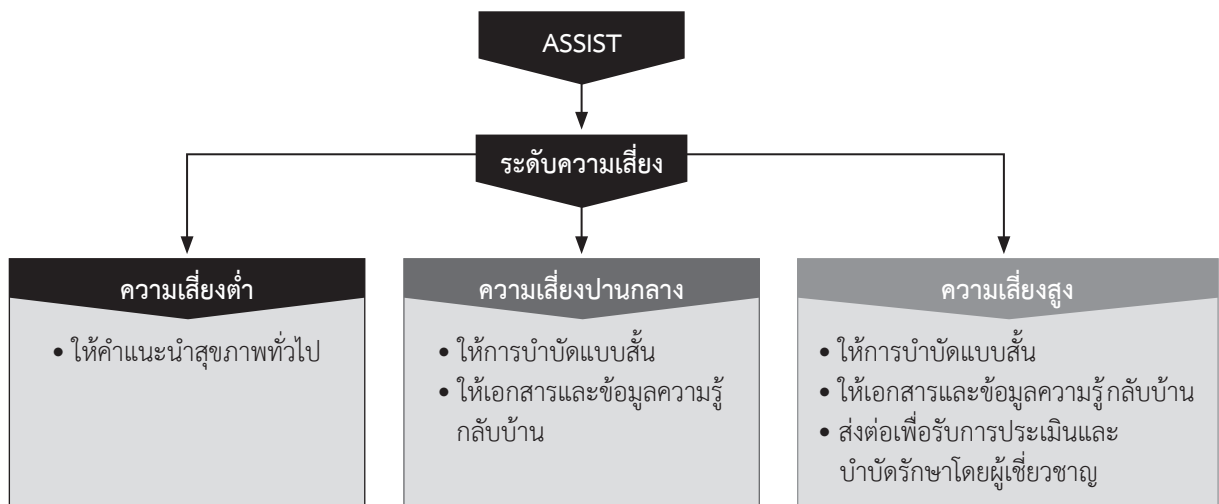 ASSIST
ระดับความเสี่ยง
ความเสี่ยงต่ำ
• ให้คำแนะนำสุขภาพทั่วไป
ความเสี่ยงปานกลาง
• ให้การบำบัดแบบสั้น
• ให้เอกสารและข้อมูลความรู้
กลับบ้าน
ความเสี่ยงสูง
• ให้การบำบัดแบบสั้น
• ให้เอกสารและข้อมูลความรู้กลับบ้าน
• ส่งต่อเพื่อรับการประเมินและ
บำบัดรักษาโดยผู้เชี่ยวชาญ